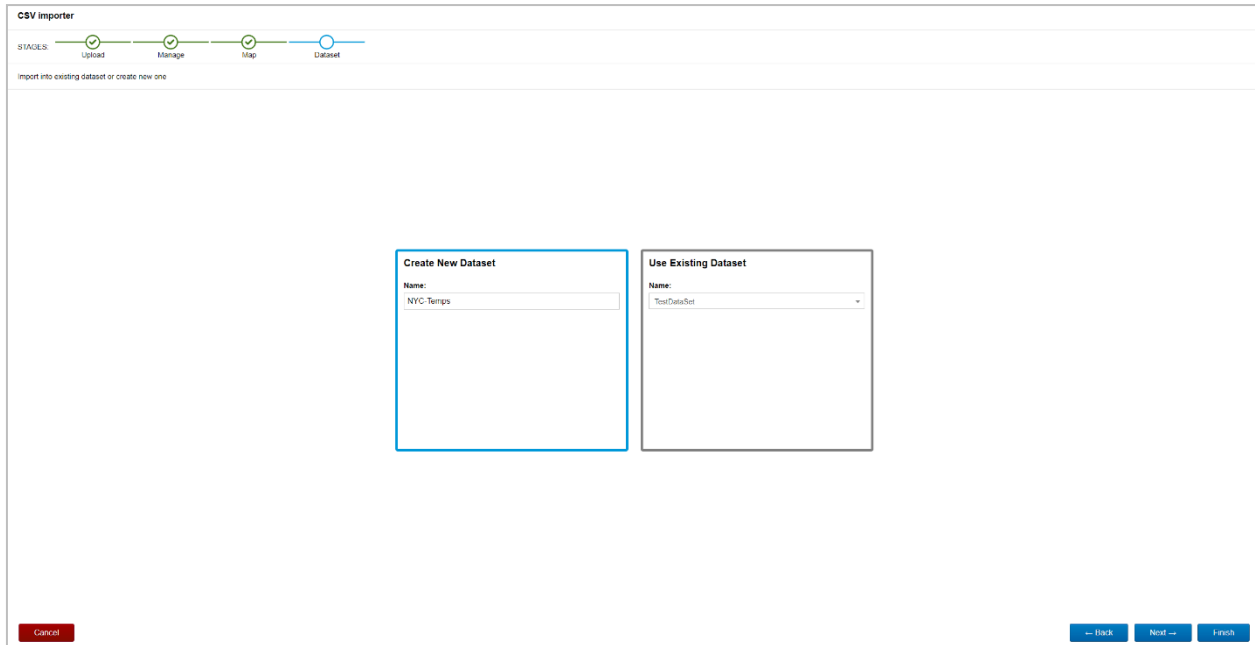 CSV importer
STAGES: Upload Manage Map Dataset
Import into existing dataset or create new one
Create New Dataset
Name:
NYC-Temps
Use Existing Dataset
Name:
TestDataSet
Cancel
← Back Next → Finish